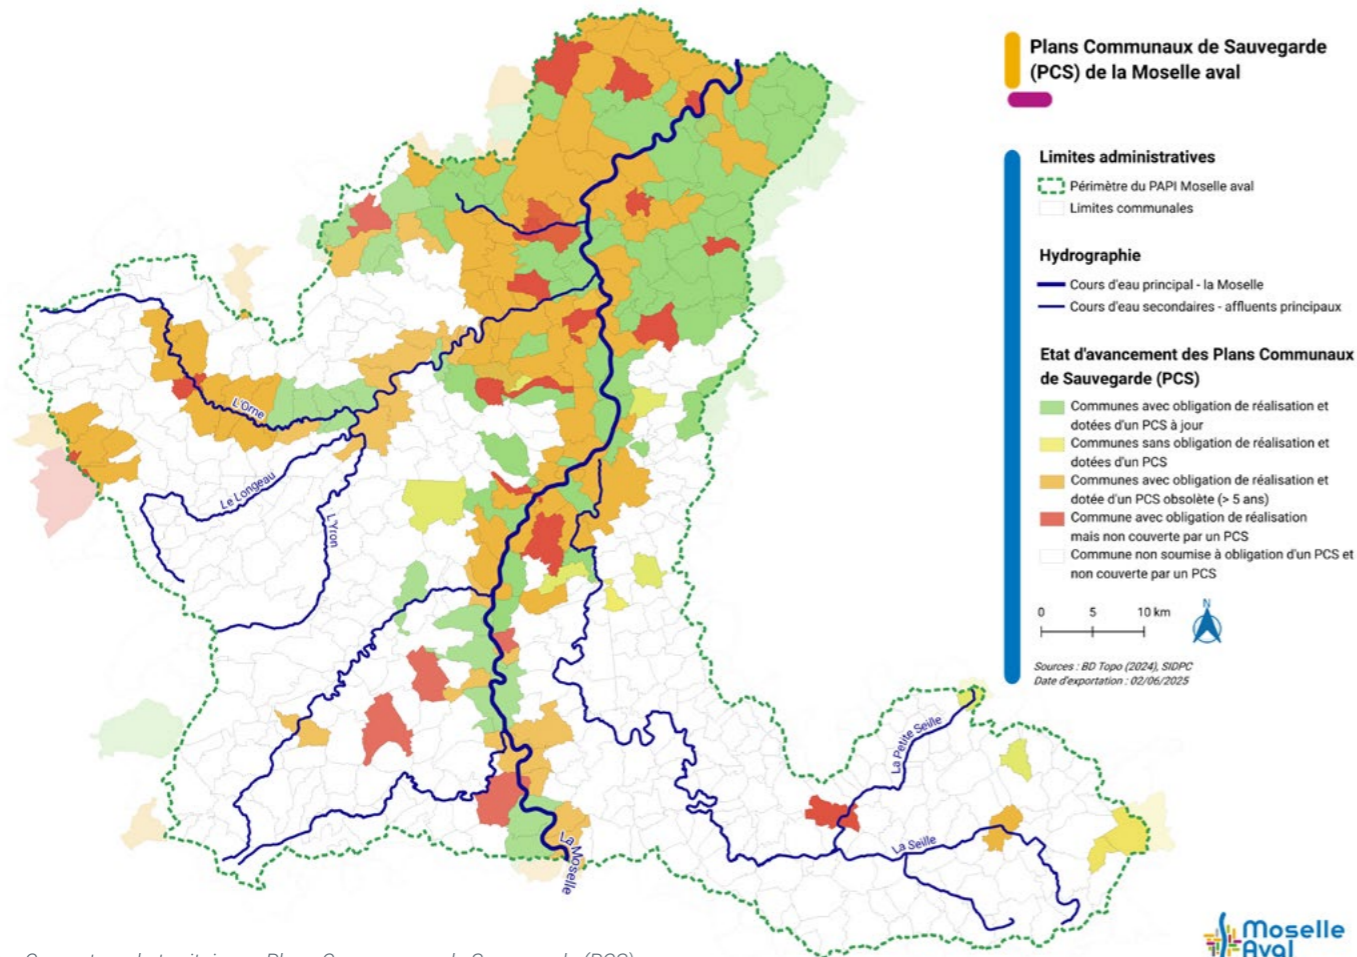 Plans Communaux de Sauvegarde
(PCS) de la Moselle aval
Limites administratives
Périmètre du PAPI Moselle aval
Limites communales
Hydrographie
Cours d'eau principal - la Moselle
Cours d'eau secondaires - affluents principaux
Etat d'avancement des Plans Communaux
de Sauvegarde (PCS)
Communes avec obligation de réalisation et
dotées d'un PCS à jour
Communes sans obligation de réalisation et
dotées d'un PCS
Communes avec obligation de réalisation et
dotée d'un PCS obsolète (> 5 ans)
Commune avec obligation de réalisation
mais non couverte par un PCS
Commune non soumise à obligation d'un PCS et
non couverte par un PCS
0 5 10 km
N
Sources : BD Topo (2024), SIDPC
Date d'exportation : 02/06/2025
L'Orne
Le Longeau
L'Yron
La Petite Seille
La Seille
La Moselle
Moselle
Aval